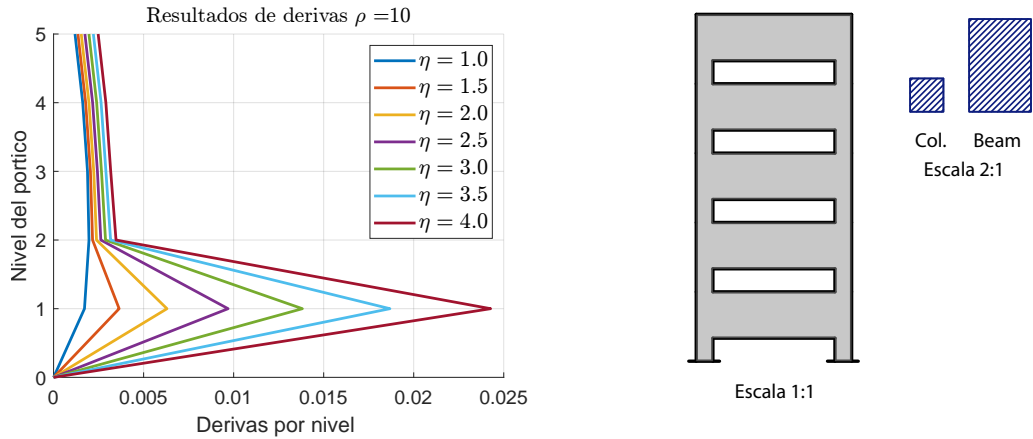 Resultados de derivas ρ =10
Nivel del portico
5
4
3
2
1
0
0
0.005
0.01
0.015
0.02
0.025
Derivas por nivel
η = 1.0
η = 1.5
η = 2.0
η = 2.5
η = 3.0
η = 3.5
η = 4.0
Escala 1:1
Col. Beam
Escala 2:1